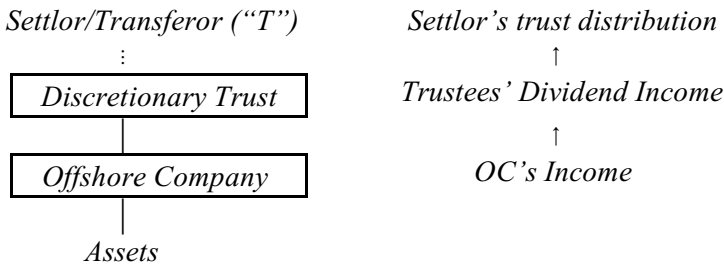 Settlor/Transferor (“T”)
Discretionary Trust
Offshore Company
Assets
Settlor’s trust distribution
↑
Trustees’ Dividend Income
↑
OC’s Income